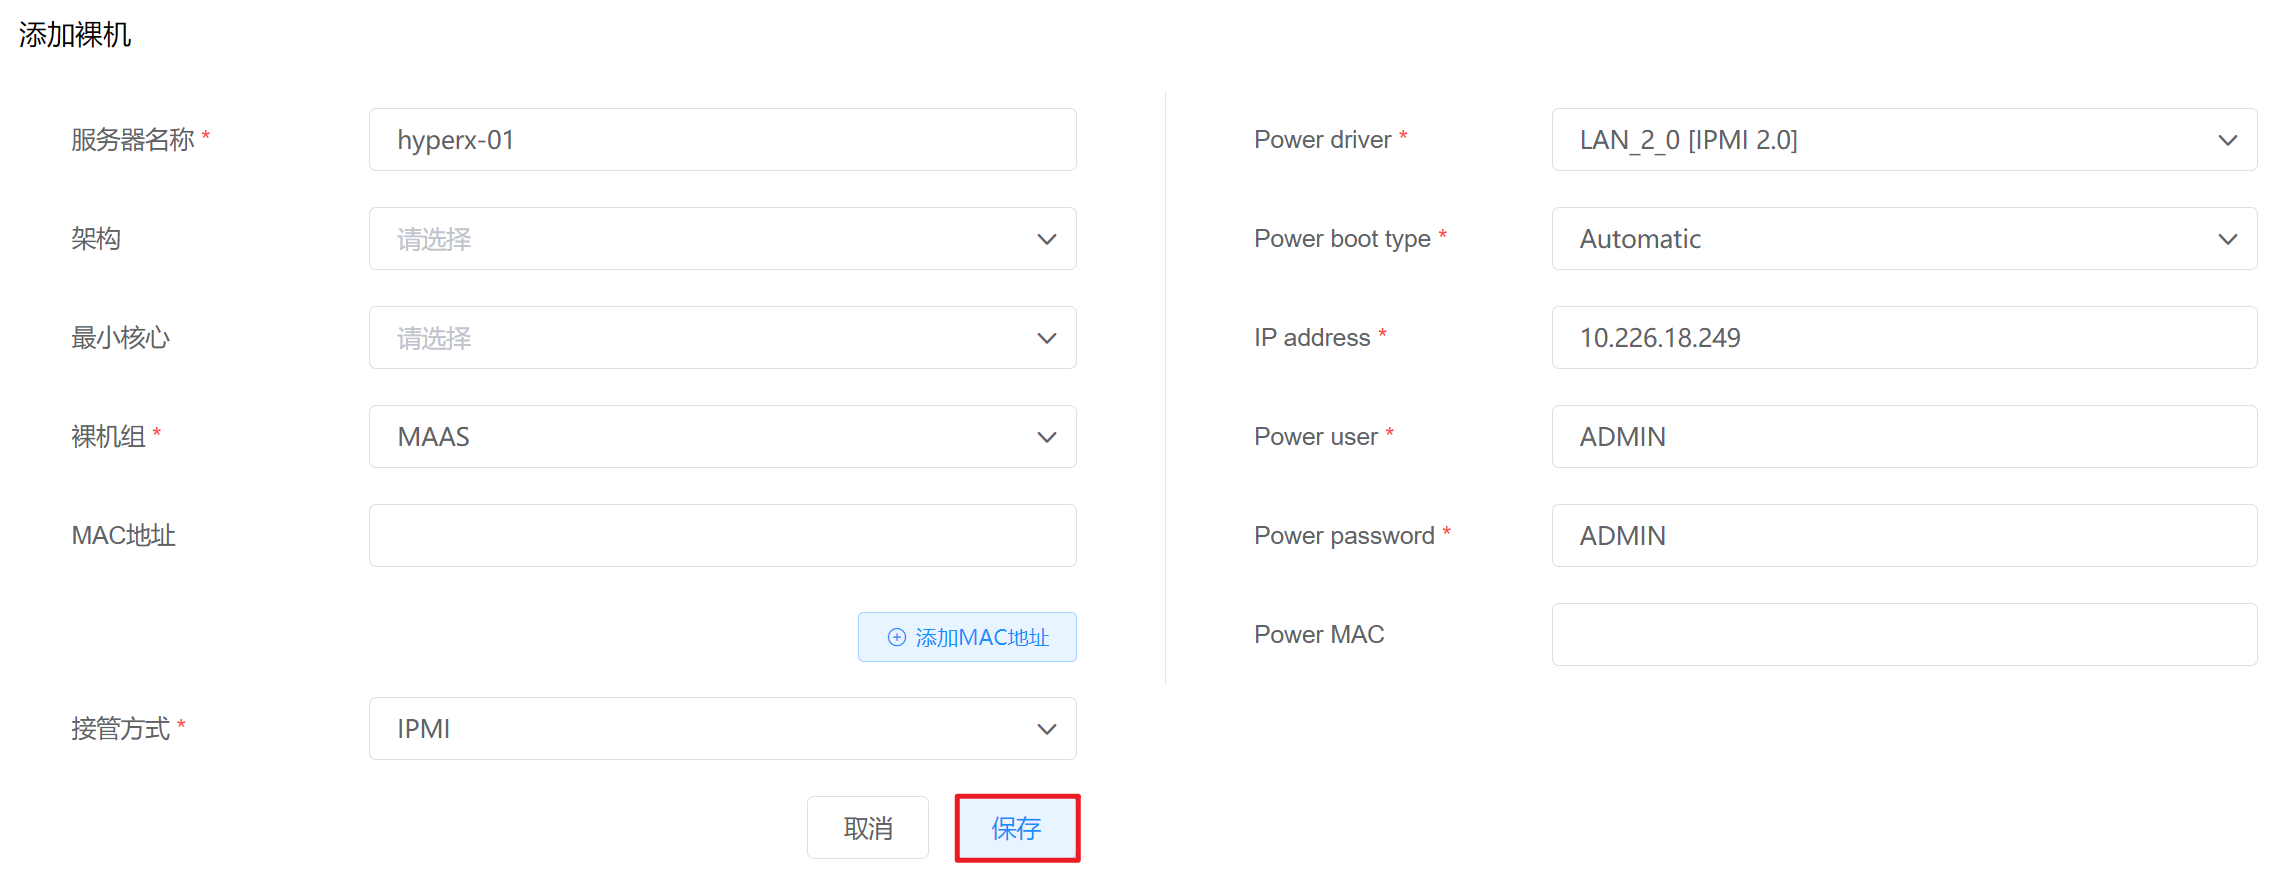 添加裸机
服务器名称 *
hyperx-01
架构
请选择
最小核心
请选择
裸机组 *
MAAS
MAC地址
添加MAC地址
接管方式 *
IPMI
取消
保存
Power driver *
LAN_2_0 [IPMI 2.0]
Power boot type *
Automatic
IP address *
10.226.18.249
Power user *
ADMIN
Power password *
ADMIN
Power MAC